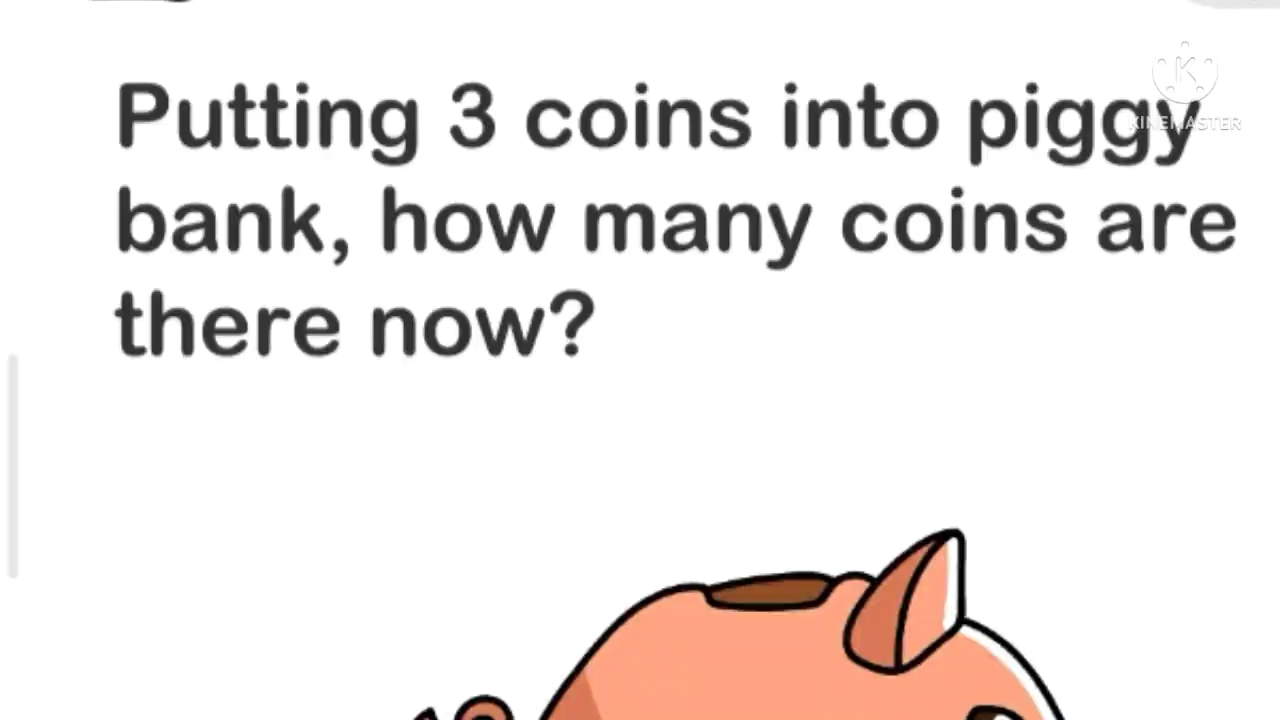 Putting 3 coins into piggy
KINEMASTER
bank, how many coins are
there now?